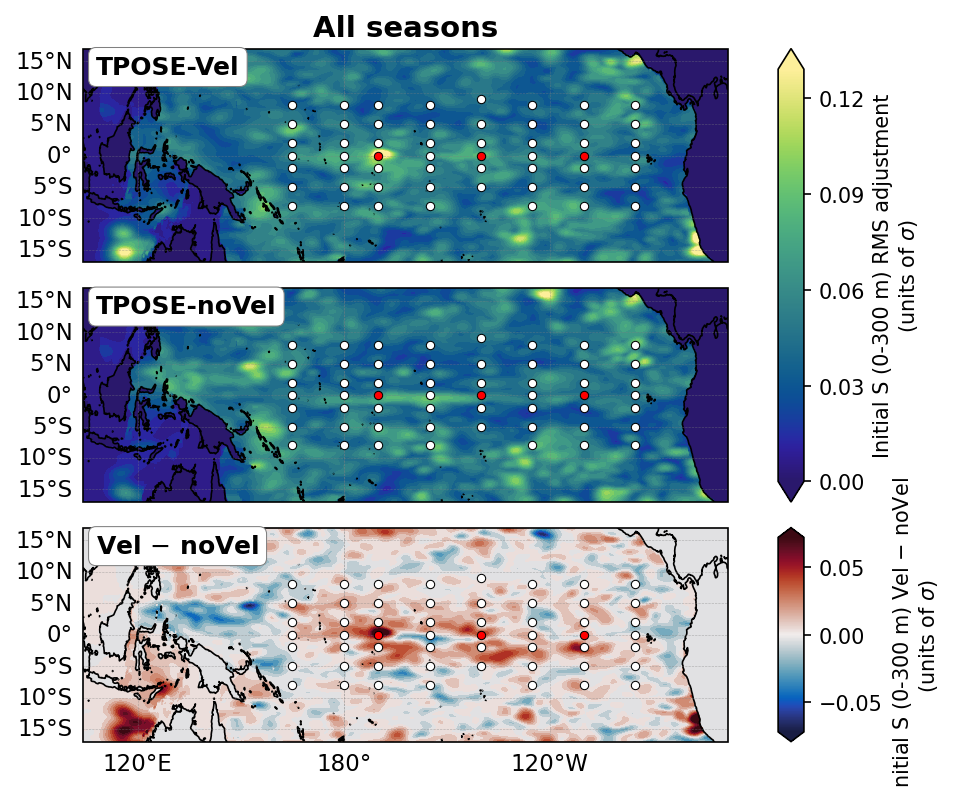 All seasons
TPOSE-Vel
15°N
10°N
5°N
0°
5°S
10°S
15°S
TPOSE-noVel
15°N
10°N
5°N
0°
5°S
10°S
15°S
Vel − noVel
15°N
10°N
5°N
0°
5°S
10°S
15°S
120°E
180°
120°W
0.12
0.09
0.06
0.03
0.00
Initial S (0-300 m) RMS adjustment
(units of σ)
0.05
0.00
−0.05
nitial S (0-300 m) Vel − noVel
(units of σ)